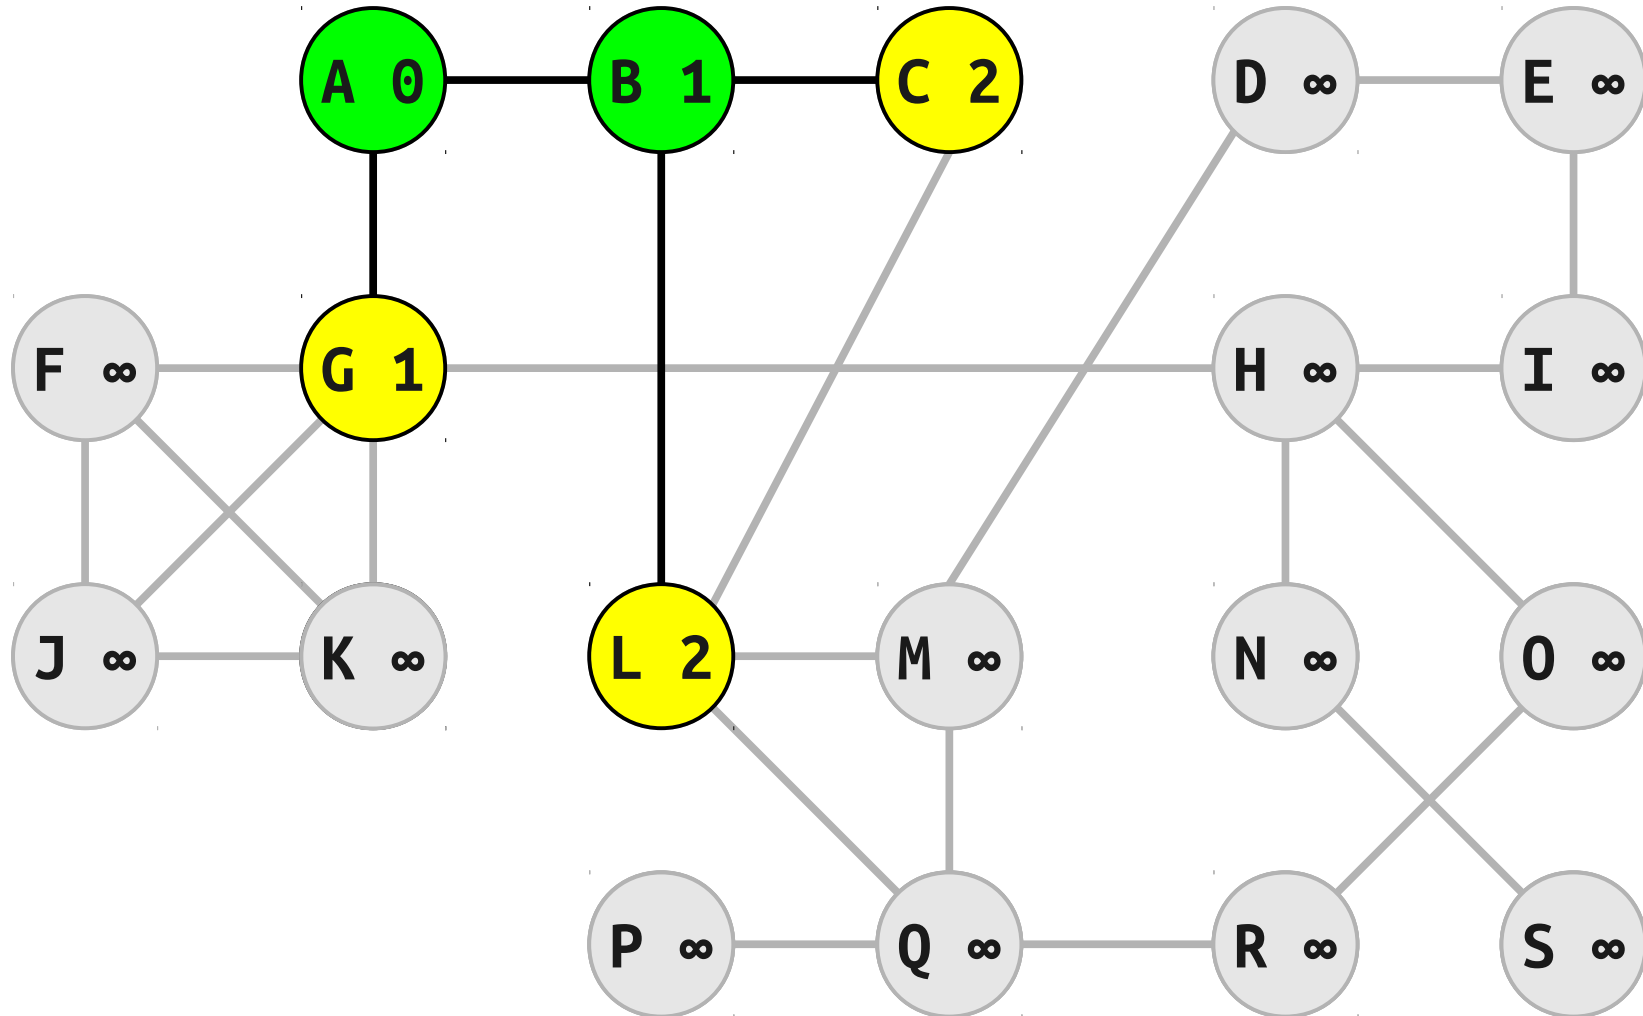 A 0 B 1 C 2 D ∞ E ∞
F ∞ G 1 H ∞ I ∞
J ∞ K ∞ L 2 M ∞ N ∞ O ∞
P ∞ Q ∞ R ∞ S ∞